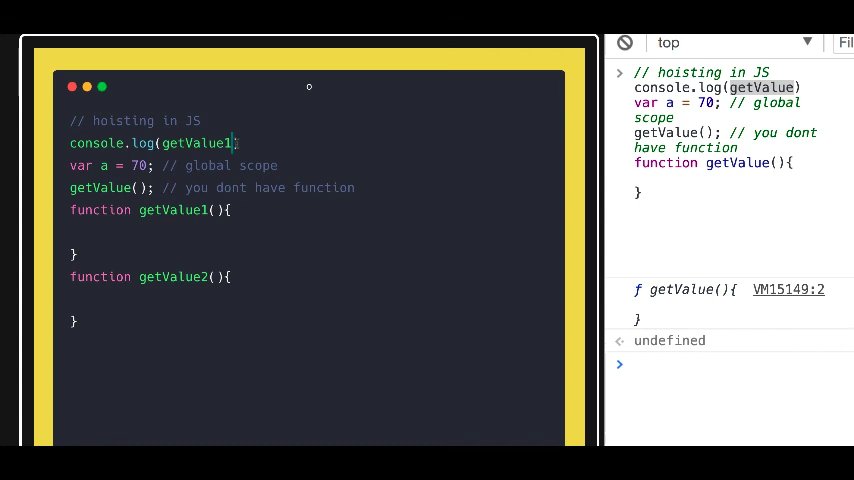 // hoisting in JS
console.log(getValue1)
var a = 70; // global scope
getValue(); // you dont have function
function getValue1(){
}
function getValue2(){
}
top
Fil
// hoisting in JS
console.log(getValue)
var a = 70; // global
scope
getValue(); // you dont
have function
function getValue(){
}
ƒ getValue(){ VM15149:2
}
undefined